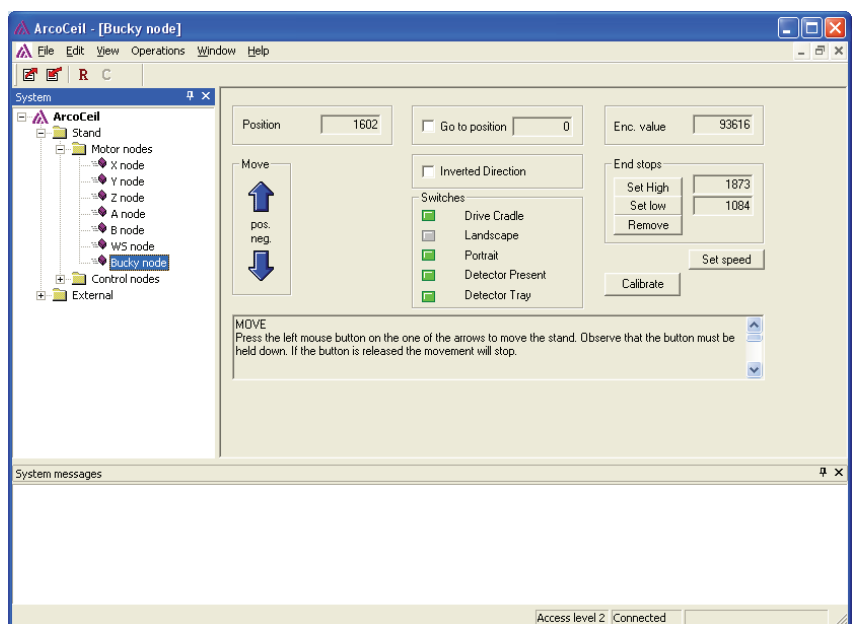 ArcoCeil - [Bucky node]
File Edit View Operations Window Help
R C
System
ArcoCeil
Stand
Motor nodes
X node
Y node
Z node
A node
B node
WS node
Bucky node
Control nodes
External
Position 1602
Go to position 0
Enc. value 93616
Move
pos.
neg.
Inverted Direction
Switches
Drive Cradle
Landscape
Portrait
Detector Present
Detector Tray
End stops
Set High 1873
Set low 1084
Remove
Set speed
Calibrate
MOVE
Press the left mouse button on the one of the arrows to move the stand. Observe that the button must be
held down. If the button is released the movement will stop.
System messages
Access level 2 Connected